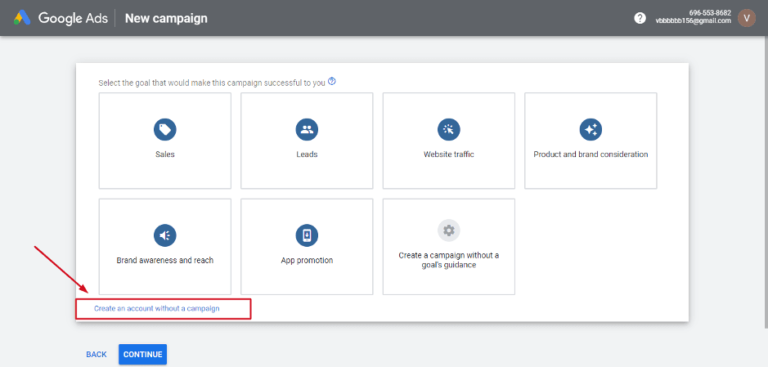 Google Ads New campaign
696-553-8682
vbbbbbb156@gmail.com
V
Select the goal that would make this campaign successful to you
Sales
Leads
Website traffic
Product and brand consideration
Brand awareness and reach
App promotion
Create a campaign without a
goal's guidance
Create an account without a campaign
BACK CONTINUE